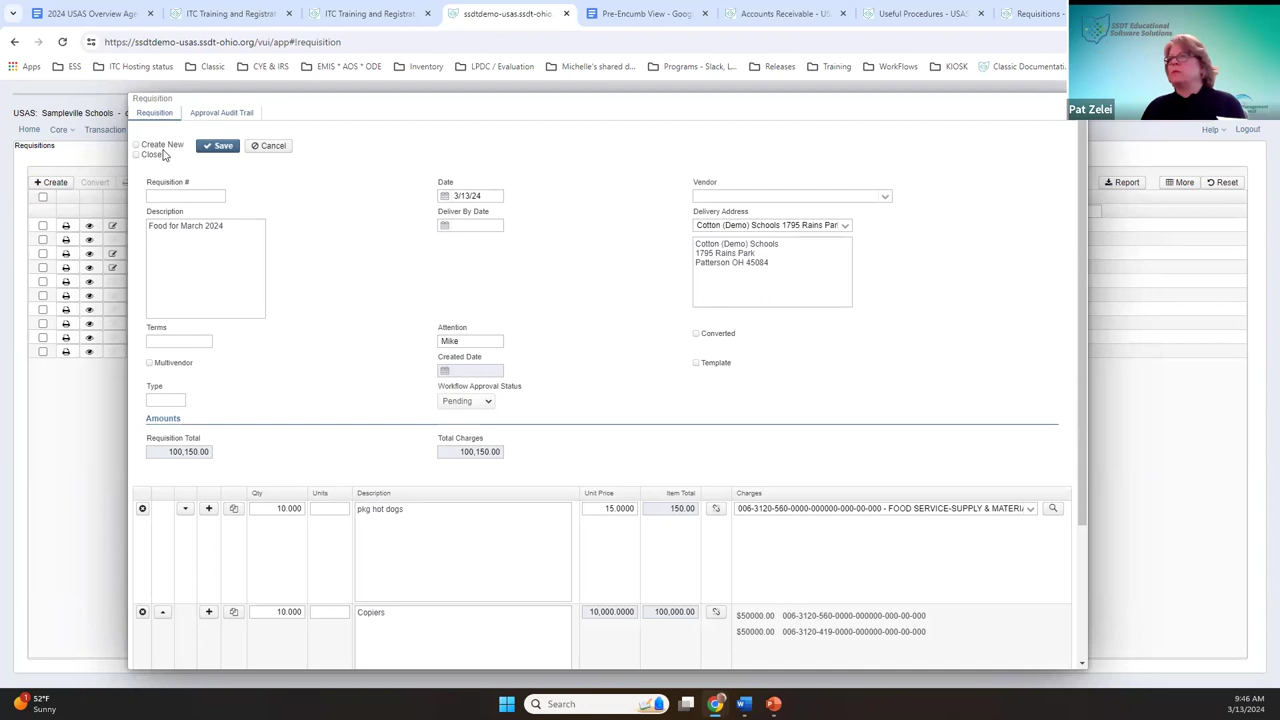 2024 USAS Overview Agen
ITC Training and Registrat
ITC Training and Registrat
ssdtdemo-usas.ssdt-ohio
Pre-Encumb View - Goog
Accounts Receivable - US
Useful Procedures - USAS
Requisitions -
https://ssdtdemo-usas.ssdt-ohio.org/vui/app#!requisition
Apps
ESS
ITC Hosting status
Classic
CYE & IRS
EMIS * AOS * ODE
Inventory
LPDC / Evaluation
Michelle's shared d...
Programs - Slack, L...
Releases
Training
WorkFlows
KIOSK
Classic Documentati
SSDT Educational
Software Solutions
Pat Zelei
USAS: Sampleville Schools -
Home
Core
Transaction
Help
Logout
Requisitions
Create
Convert
Report
More
Reset
Requisition
Requisition
Approval Audit Trail
Create New
Close
Save
Cancel
Requisition #
Date
3/13/24
Vendor
Description
Food for March 2024
Deliver By Date
Delivery Address
Cotton (Demo) Schools 1795 Rains Par
Cotton (Demo) Schools
1795 Rains Park
Patterson OH 45084
Terms
Attention
Mike
Converted
Multivendor
Created Date
Template
Type
Workflow Approval Status
Pending
Amounts
Requisition Total
100,150.00
Total Charges
100,150.00
Qty
Units
Description
Unit Price
Item Total
Charges
10.000
pkg hot dogs
15.0000
150.00
006-3120-560-0000-000000-000-00-000 - FOOD SERVICE-SUPPLY & MATERIA
10.000
Copiers
10,000.0000
100,000.00
$50000.00 006-3120-560-0000-000000-000-00-000
$50000.00 006-3120-419-0000-000000-000-00-000
52°F
Sunny
Search
9:46 AM
3/13/2024